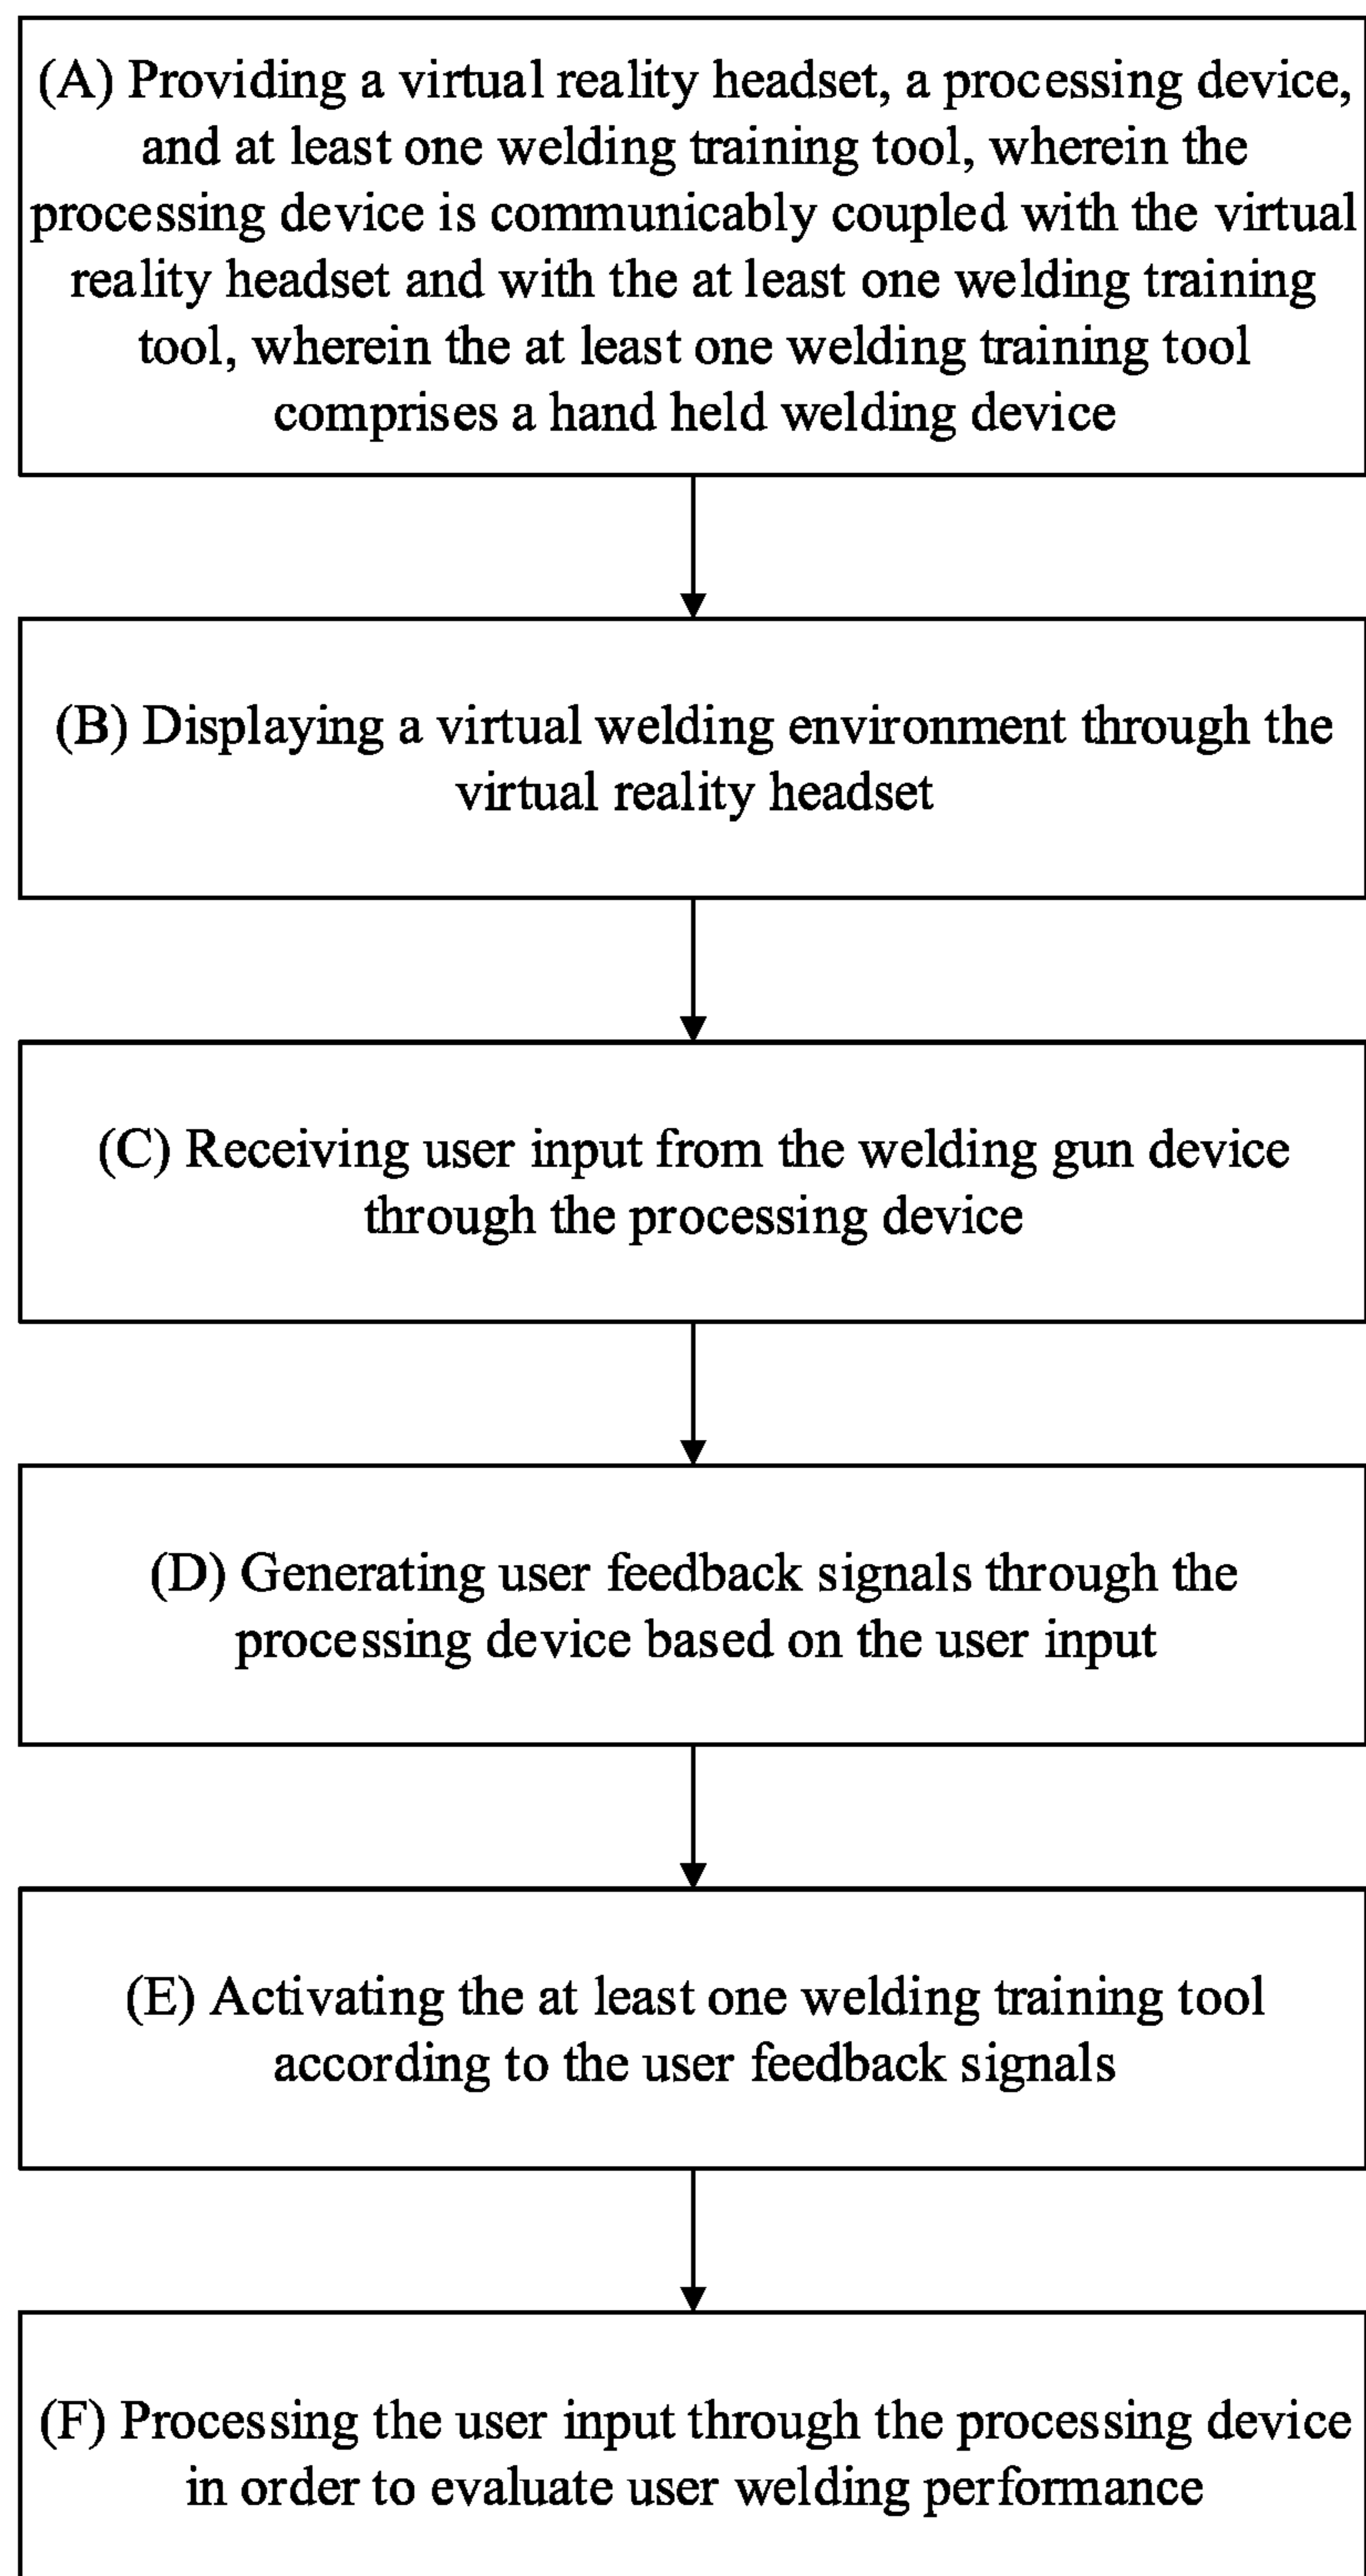 (A) Providing a virtual reality headset, a processing device,
and at least one welding training tool, wherein the
processing device is communicably coupled with the virtual
reality headset and with the at least one welding training
tool, wherein the at least one welding training tool
comprises a hand held welding device
(B) Displaying a virtual welding environment through the
virtual reality headset
(C) Receiving user input from the welding gun device
through the processing device
(D) Generating user feedback signals through the
processing device based on the user input
(E) Activating the at least one welding training tool
according to the user feedback signals
(F) Processing the user input through the processing device
in order to evaluate user welding performance